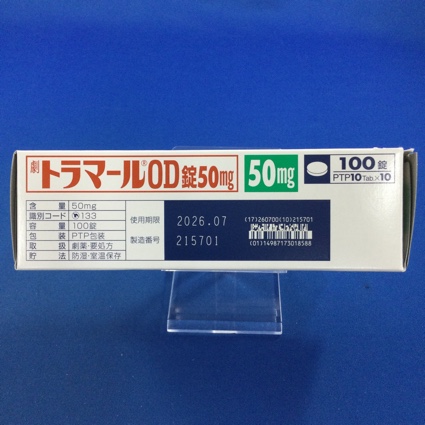 劇 トラマール®OD錠50mg
50mg
100錠
PTP10Tab.×10
含量 50mg
識別コード 133
容量 100錠
包装 PTP包装
取扱 劇薬・要処方
貯法 防湿・室温保存
使用期限 2026.07
製造番号 215701
(17)260700(10)215701
(01)14987173018588